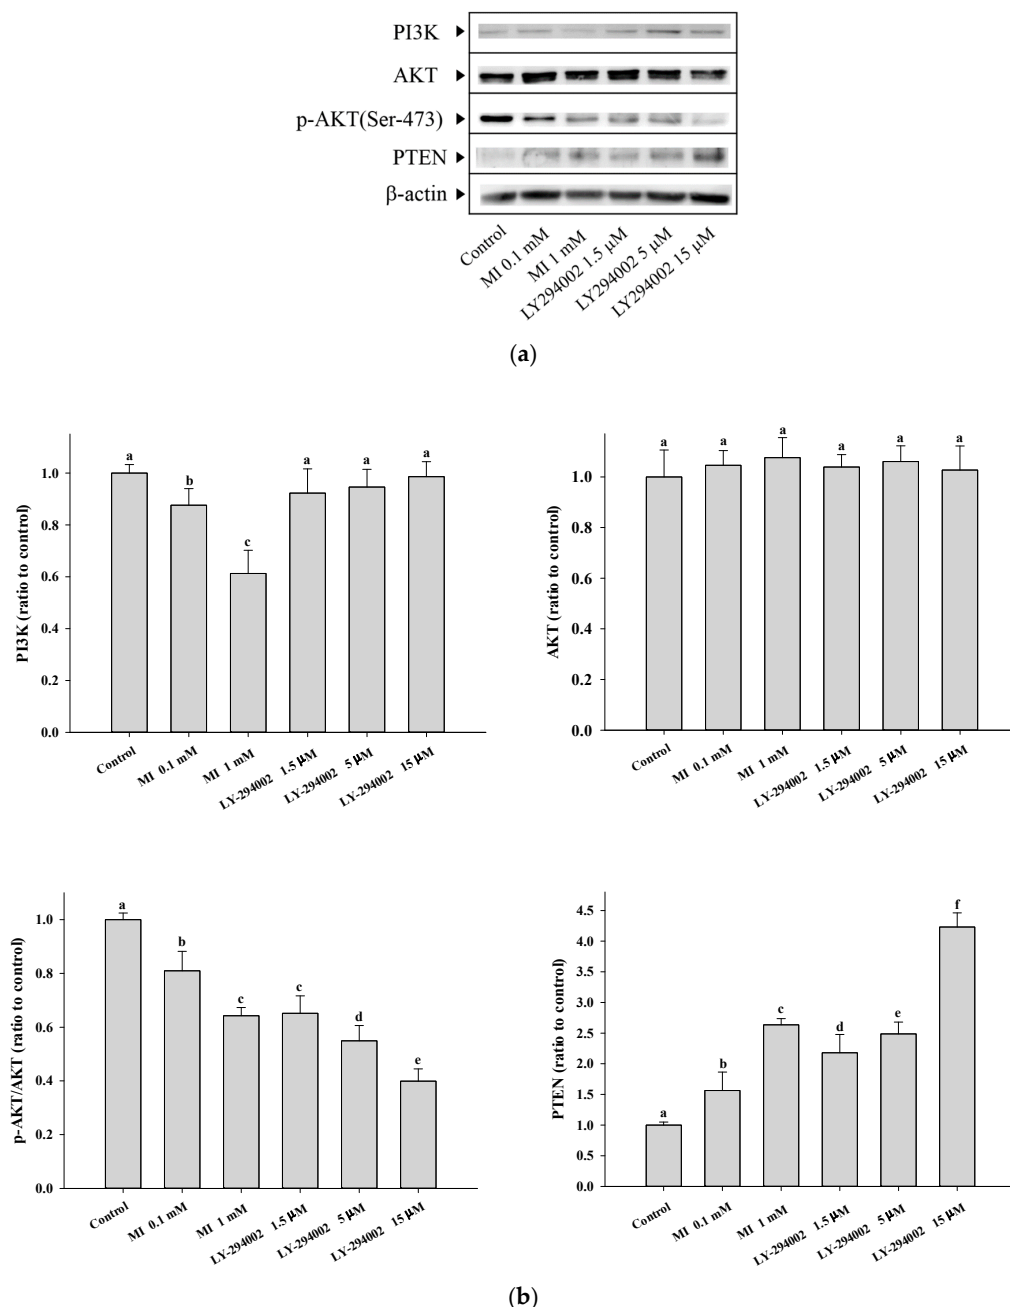 PI3K
AKT
p-AKT(Ser-473)
PTEN
β-actin
Control
MI 0.1 mM
MI 1 mM
LY294002 1.5 μM
LY294002 5 μM
LY294002 15 μM
(a)
PI3K (ratio to control)
1.0
0.8
0.6
0.4
0.2
0.0
a
b
c
a
a
a
Control
MI 0.1 mM
MI 1 mM
LY-294002 1.5 μM
LY-294002 5 μM
LY-294002 15 μM
AKT (ratio to control)
1.0
0.8
0.6
0.4
0.2
0.0
a
a
a
a
a
a
Control
MI 0.1 mM
MI 1 mM
LY-294002 1.5 μM
LY-294002 5 μM
LY-294002 15 μM
p-AKT/AKT (ratio to control)
1.0
0.8
0.6
0.4
0.2
0.0
a
b
c
c
d
e
Control
MI 0.1 mM
MI 1 mM
LY-294002 1.5 μM
LY-294002 5 μM
LY-294002 15 μM
PTEN (ratio to control)
4.5
4.0
3.5
3.0
2.5
2.0
1.5
1.0
0.5
0.0
a
b
c
d
e
f
Control
MI 0.1 mM
MI 1 mM
LY-294002 1.5 μM
LY-294002 5 μM
LY-294002 15 μM
(b)